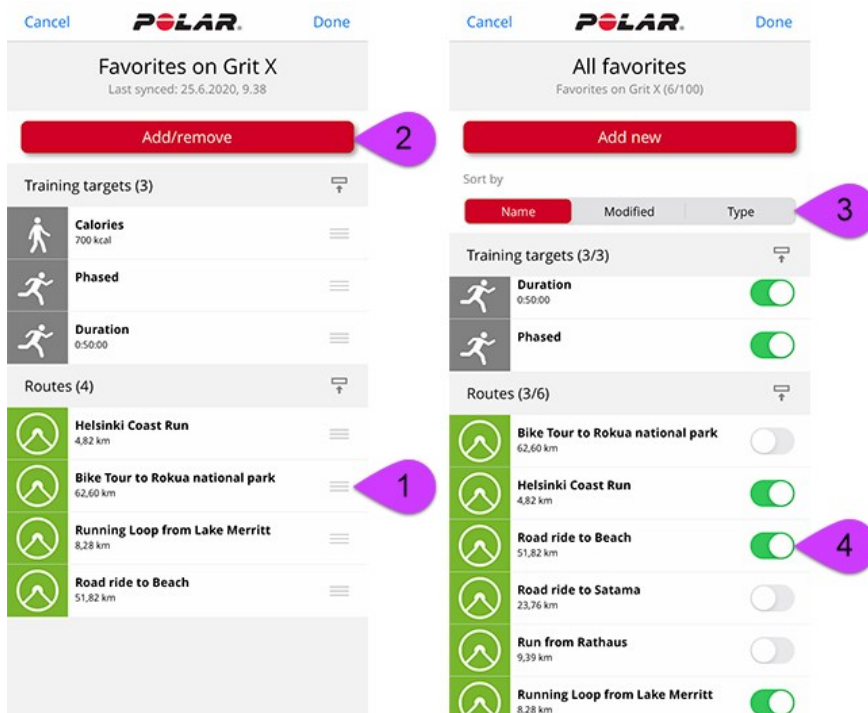 Cancel
POLAR.
Done
Favorites on Grit X
Last synced: 25.6.2020, 9.38
Add/remove
2
Training targets (3)
Calories
700 kcal
Phased
Duration
0:50:00
Routes (4)
Helsinki Coast Run
4,82 km
Bike Tour to Rokua national park
62,60 km
1
Running Loop from Lake Merritt
8,28 km
Road ride to Beach
51,82 km
Cancel
POLAR.
Done
All favorites
Favorites on Grit X (6/100)
Add new
Sort by
Name Modified Type
3
Training targets (3/3)
Duration
0:50:00
Phased
Routes (3/6)
Bike Tour to Rokua national park
62,60 km
Helsinki Coast Run
4,82 km
Road ride to Beach
51,82 km
4
Road ride to Satama
23,76 km
Run from Rathaus
9,39 km
Running Loop from Lake Merritt
8,28 km